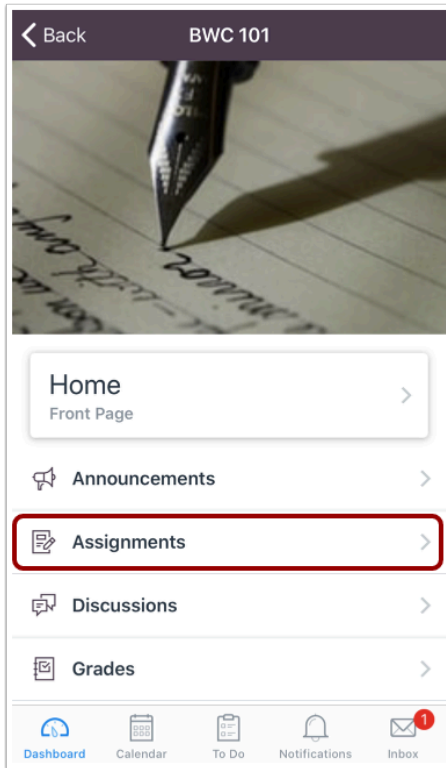 Back BWC 101
Home
Front Page
Announcements
Assignments
Discussions
Grades
1
Dashboard Calendar To Do Notifications Inbox